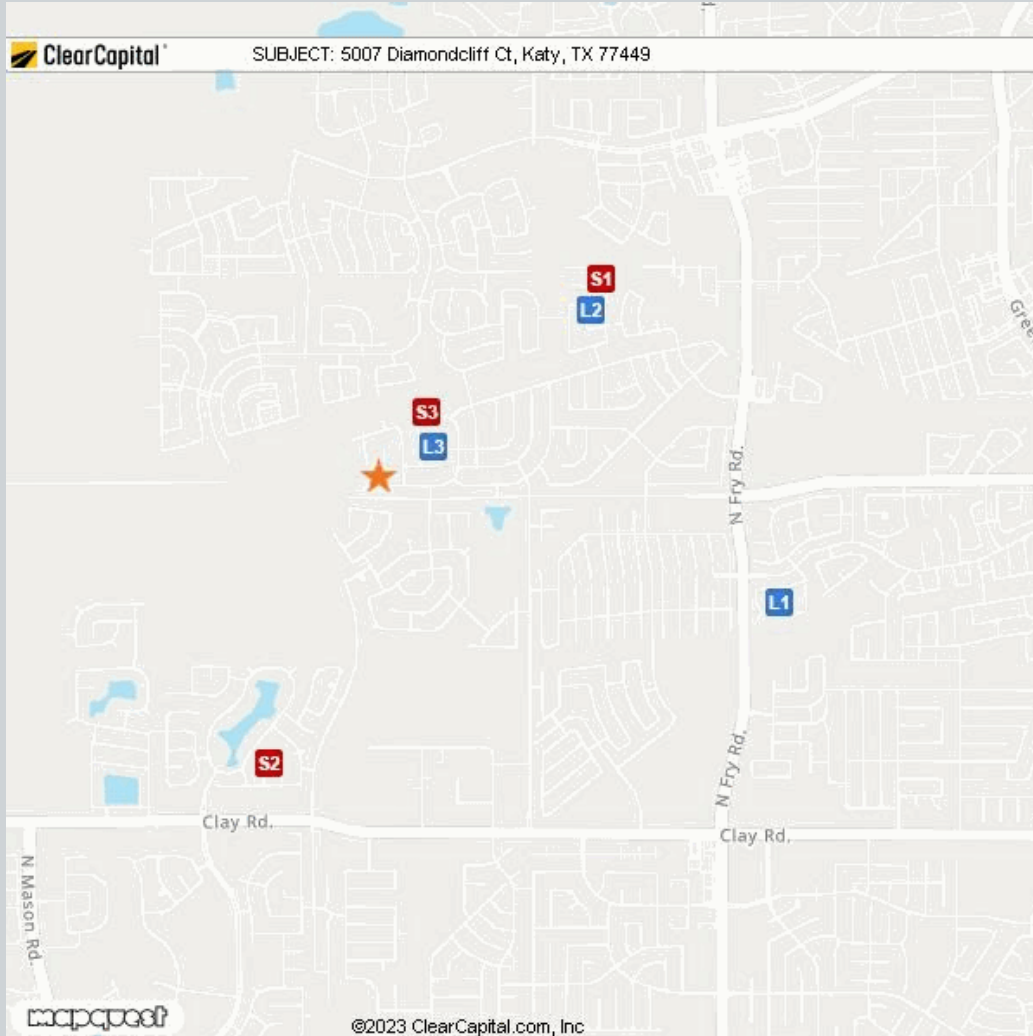 ClearCapital
SUBJECT: 5007 Diamondcliff Ct, Katy, TX 77449
S1
L2
S3
L3
N Fry Rd.
L1
S2
N Fry Rd.
Clay Rd.
Clay Rd.
N Mason Rd.
mapquest
©2023 ClearCapital.com, Inc